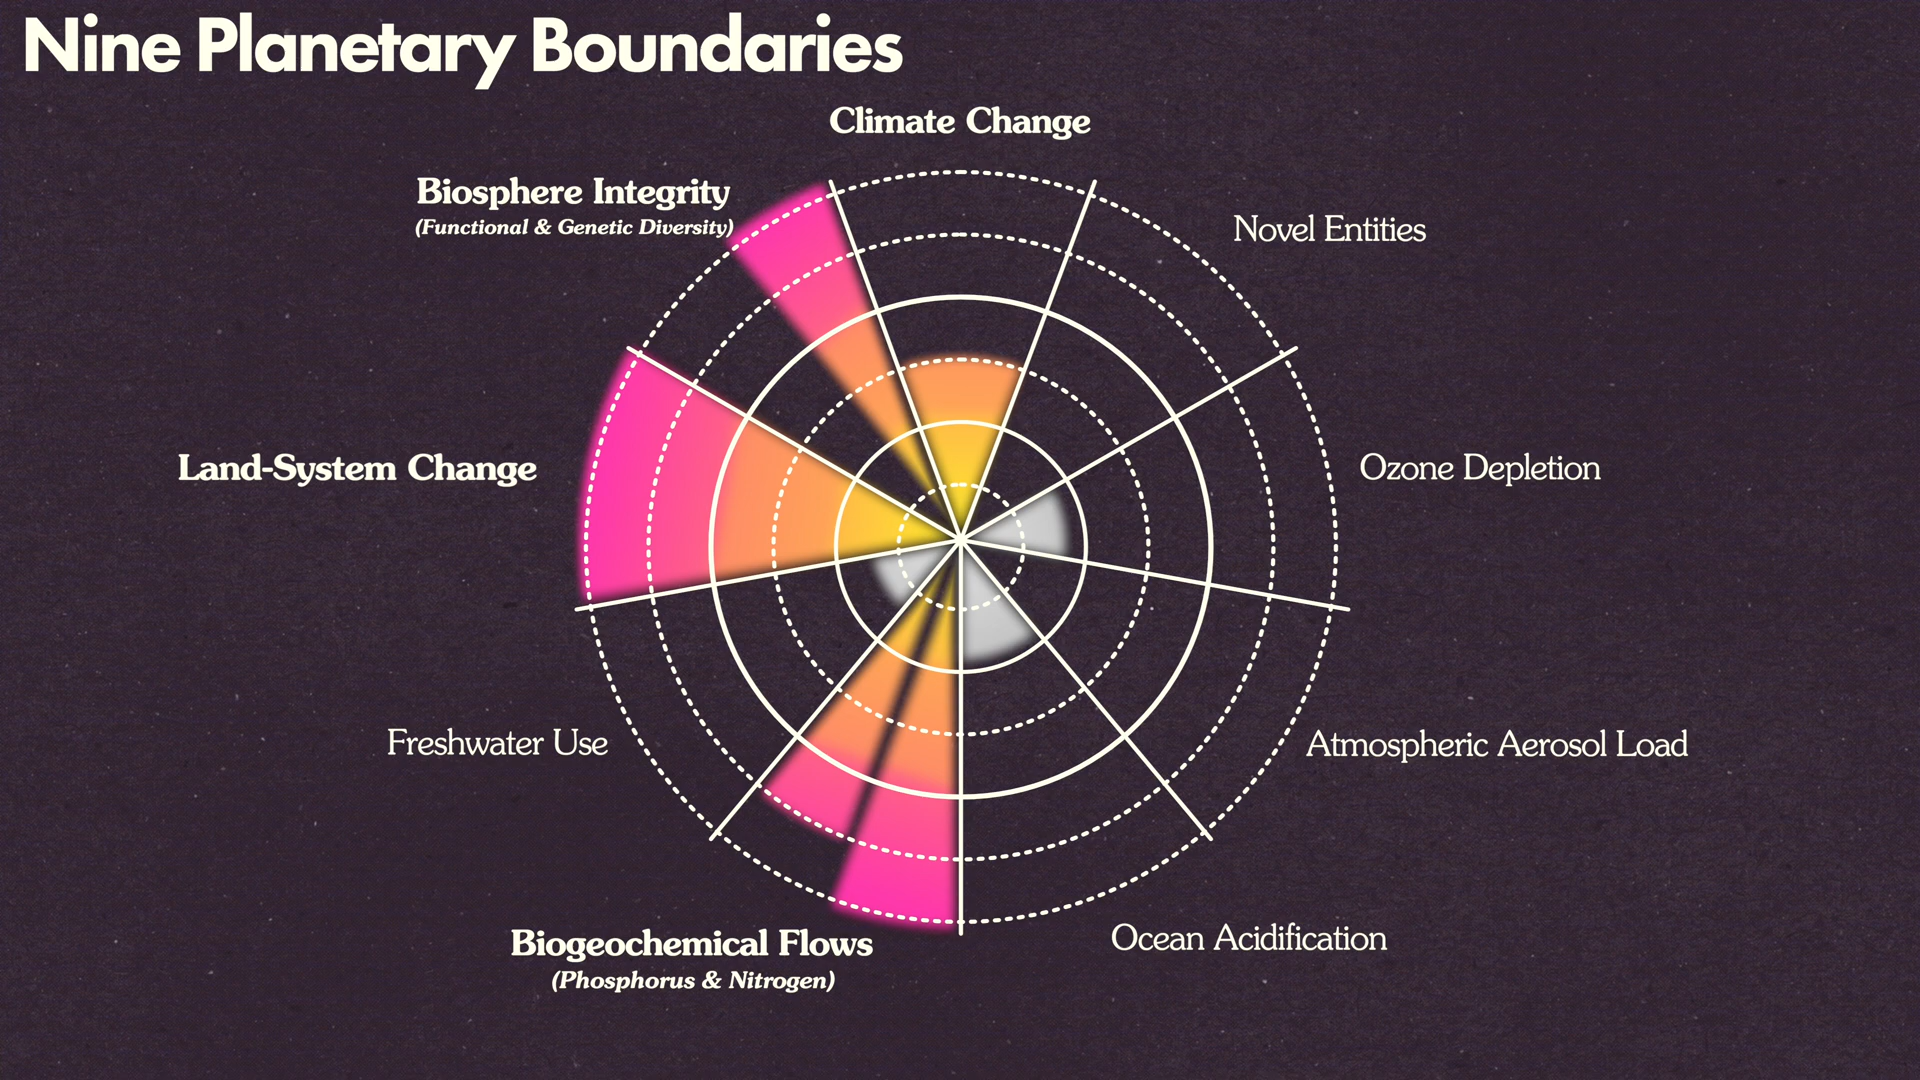 Nine Planetary Boundaries
Climate Change
Biosphere Integrity
(Functional & Genetic Diversity)
Novel Entities
Land-System Change
Ozone Depletion
Freshwater Use
Atmospheric Aerosol Load
Biogeochemical Flows
(Phosphorus & Nitrogen)
Ocean Acidification